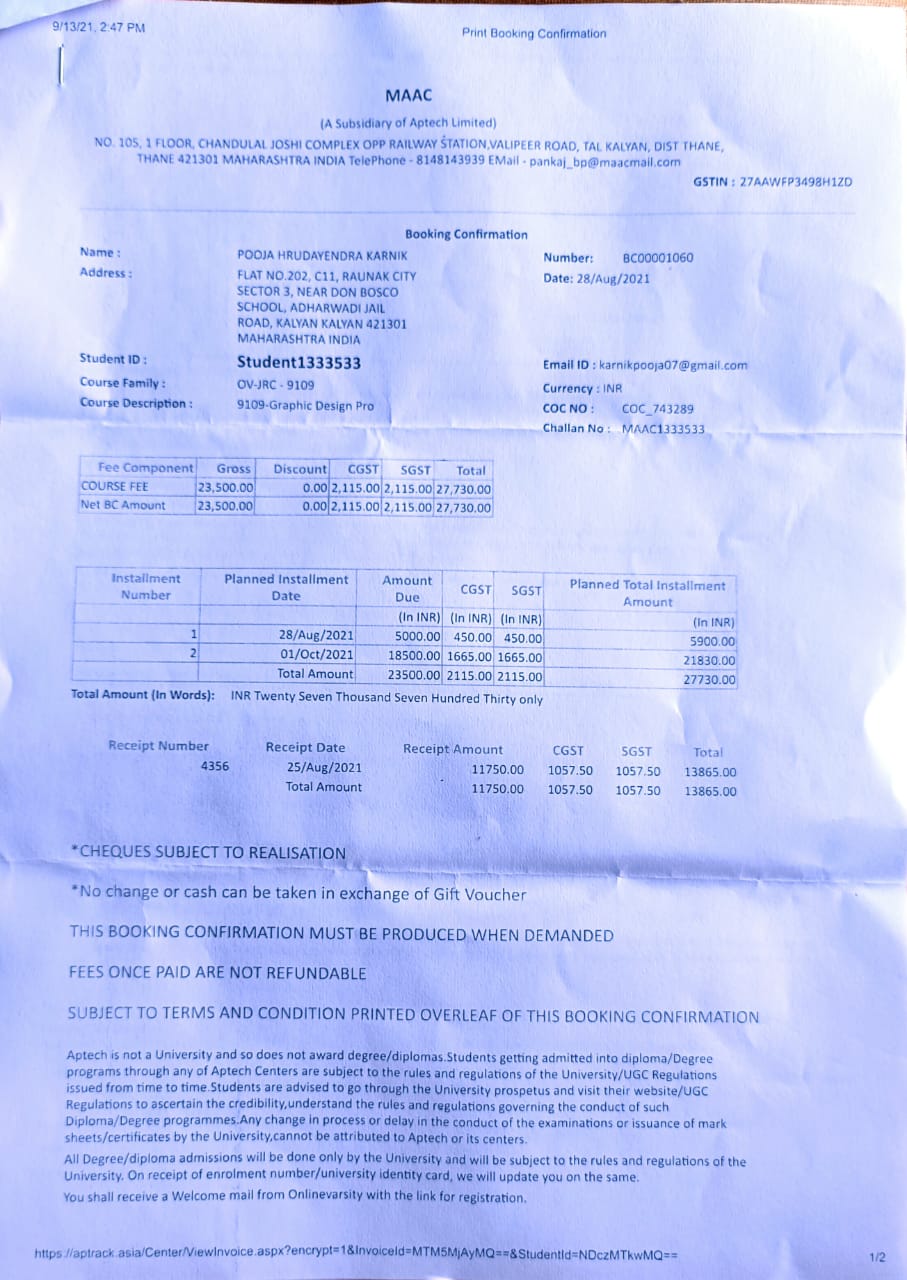 9/13/21, 2:47 PM Print Booking Confirmation
MAAC
(A Subsidiary of Aptech Limited)
NO. 105, 1 FLOOR, CHANDULAL JOSHI COMPLEX OPP RAILWAY STATION,VALIPEER ROAD, TAL KALYAN, DIST THANE,
THANE 421301 MAHARASHTRA INDIA TelePhone - 8148143939 EMail - pankaj_bp@maacmail.com
GSTIN : 27AAWFP3498H1ZD
Booking Confirmation
Name : POOJA HRUDAYENDRA KARNIK Number: BC00001060
Address : FLAT NO.202, C11, RAUNAK CITY Date: 28/Aug/2021
SECTOR 3, NEAR DON BOSCO
SCHOOL, ADHARWADI JAIL
ROAD, KALYAN KALYAN 421301
MAHARASHTRA INDIA
Student ID : Student1333533 Email ID : karnikpooja07@gmail.com
Course Family : OV-JRC - 9109 Currency : INR
Course Description : 9109-Graphic Design Pro COC NO : COC_743289
Challan No : MAAC1333533
Fee Component Gross Discount CGST SGST Total
COURSE FEE 23,500.00 0.00 2,115.00 2,115.00 27,730.00
Net BC Amount 23,500.00 0.00 2,115.00 2,115.00 27,730.00
Installment Planned Installment Amount CGST SGST Planned Total Installment
Number Date Due Amount
(In INR) (In INR) (In INR) (In INR)
1 28/Aug/2021 5000.00 450.00 450.00 5900.00
2 01/Oct/2021 18500.00 1665.00 1665.00 21830.00
Total Amount 23500.00 2115.00 2115.00 27730.00
Total Amount (In Words): INR Twenty Seven Thousand Seven Hundred Thirty only
Receipt Number Receipt Date Receipt Amount CGST SGST Total
4356 25/Aug/2021 11750.00 1057.50 1057.50 13865.00
Total Amount 11750.00 1057.50 1057.50 13865.00
*CHEQUES SUBJECT TO REALISATION
*No change or cash can be taken in exchange of Gift Voucher
THIS BOOKING CONFIRMATION MUST BE PRODUCED WHEN DEMANDED
FEES ONCE PAID ARE NOT REFUNDABLE
SUBJECT TO TERMS AND CONDITION PRINTED OVERLEAF OF THIS BOOKING CONFIRMATION
Aptech is not a University and so does not award degree/diplomas.Students getting admitted into diploma/Degree
programs through any of Aptech Centers are subject to the rules and regulations of the University/UGC Regulations
issued from time to time.Students are advised to go through the University prospetus and visit their website/UGC
Regulations to ascertain the credibility,understand the rules and regulations governing the conduct of such
Diploma/Degree programmes.Any change in process or delay in the conduct of the examinations or issuance of mark
sheets/certificates by the University,cannot be attributed to Aptech or its centers.
All Degree/diploma admissions will be done only by the University and will be subject to the rules and regulations of the
University. On receipt of enrolment number/university identity card, we will update you on the same.
You shall receive a Welcome mail from Onlinevarsity with the link for registration.
https://aptrack.asia/Center/ViewInvoice.aspx?encrypt=1&InvoiceId=MTM5MjAyMQ==&StudentId=NDczMTkwMQ== 1/2